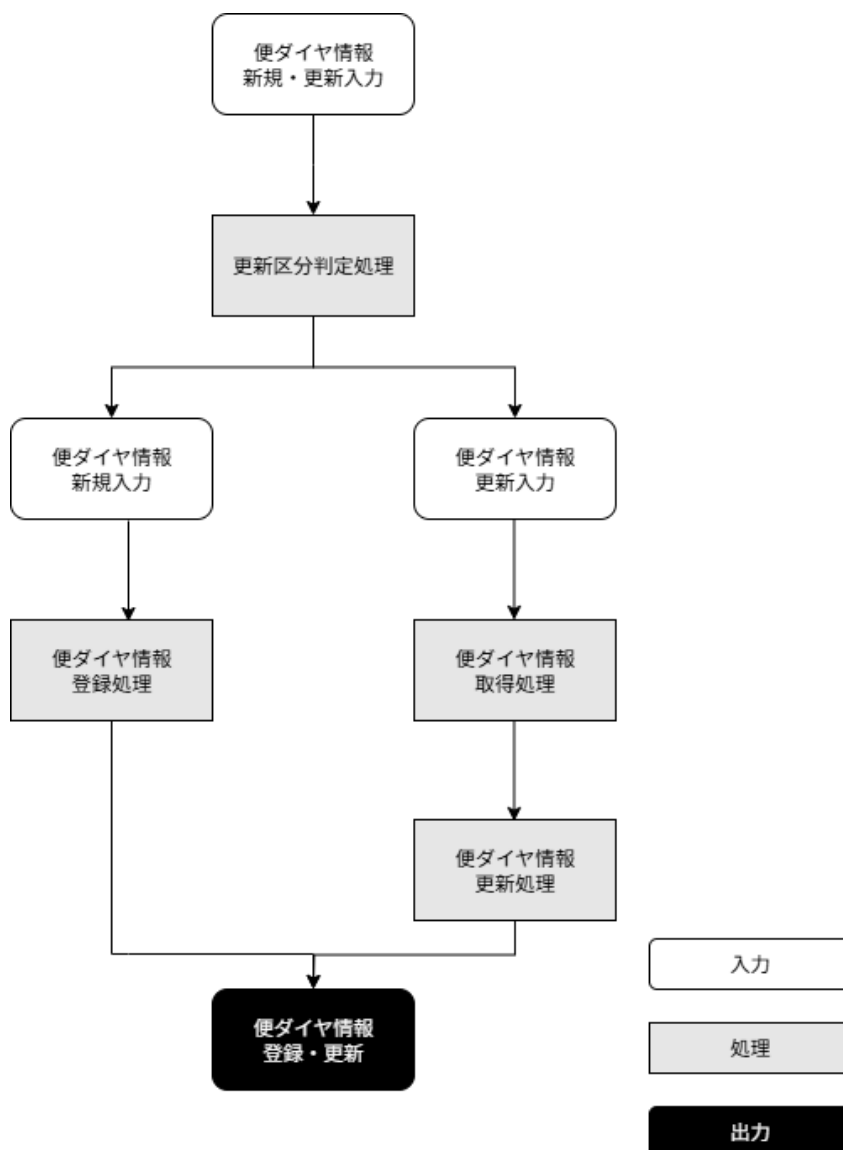 便ダイヤ情報
新規・更新入力
更新区分判定処理
便ダイヤ情報
新規入力
便ダイヤ情報
更新入力
便ダイヤ情報
登録処理
便ダイヤ情報
取得処理
便ダイヤ情報
更新処理
便ダイヤ情報
登録・更新
入力
処理
出力